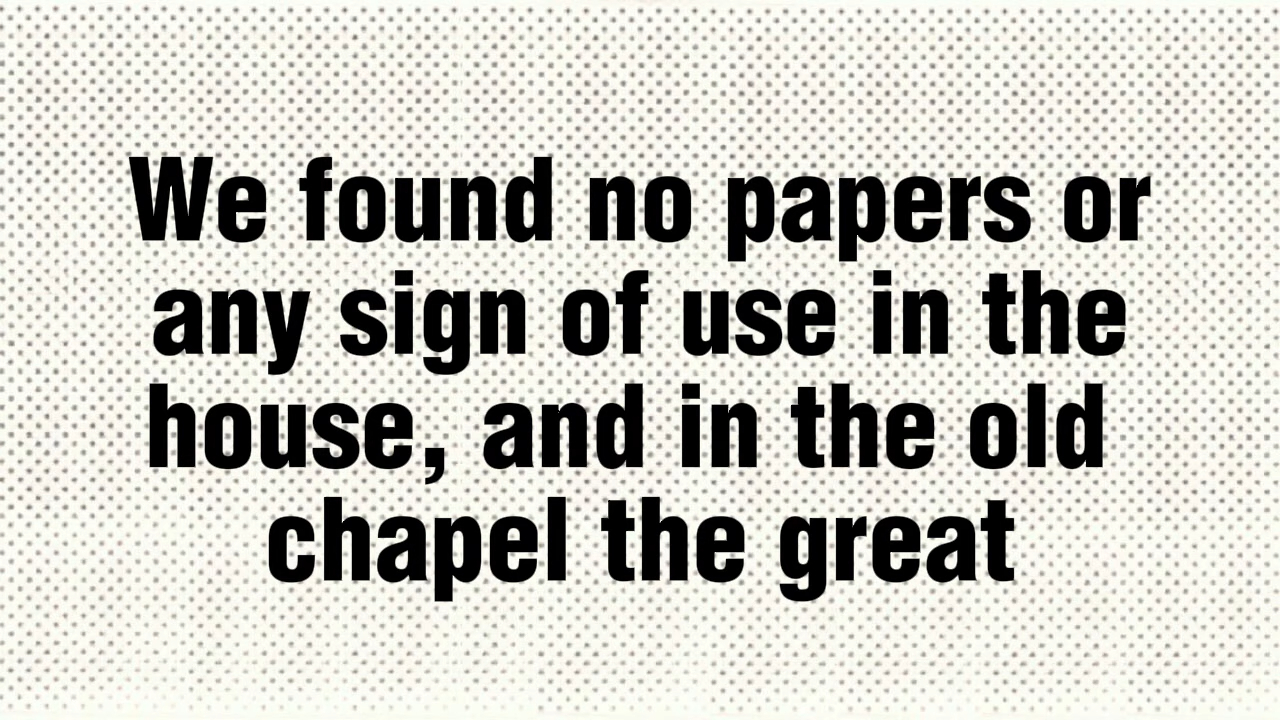 We found no papers or
any sign of use in the
house, and in the old
chapel the great